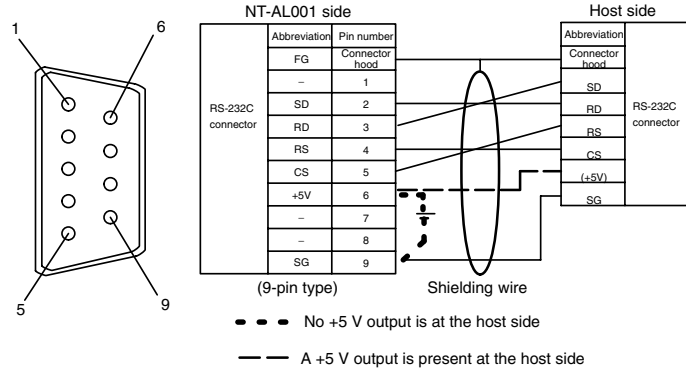 NT-AL001 side
Host side
1
6
5
9
RS-232C
connector
Abbreviation Pin number
FG Connector
hood
– 1
SD 2
RD 3
RS 4
CS 5
+5V 6
– 7
– 8
SG 9
(9-pin type)
Shielding wire
Abbreviation
Connector
hood
SD
RD
RS
CS
(+5V)
SG
RS-232C
connector
No +5 V output is at the host side
A +5 V output is present at the host side